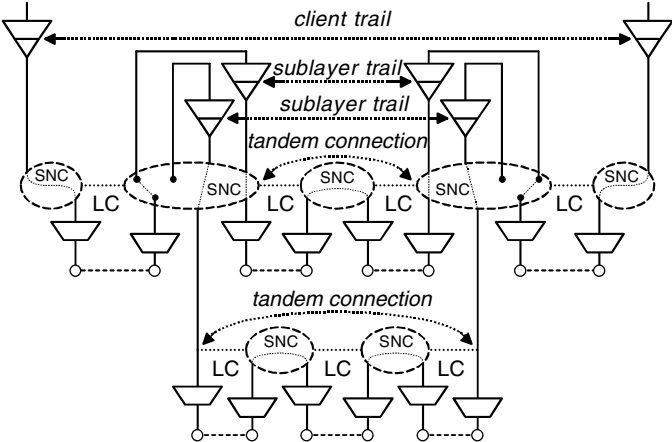 client trail
sublayer trail
sublayer trail
tandem connection
SNC
SNC
SNC
SNC
SNC
LC
LC
LC
LC
tandem connection
SNC
SNC
LC
LC
LC